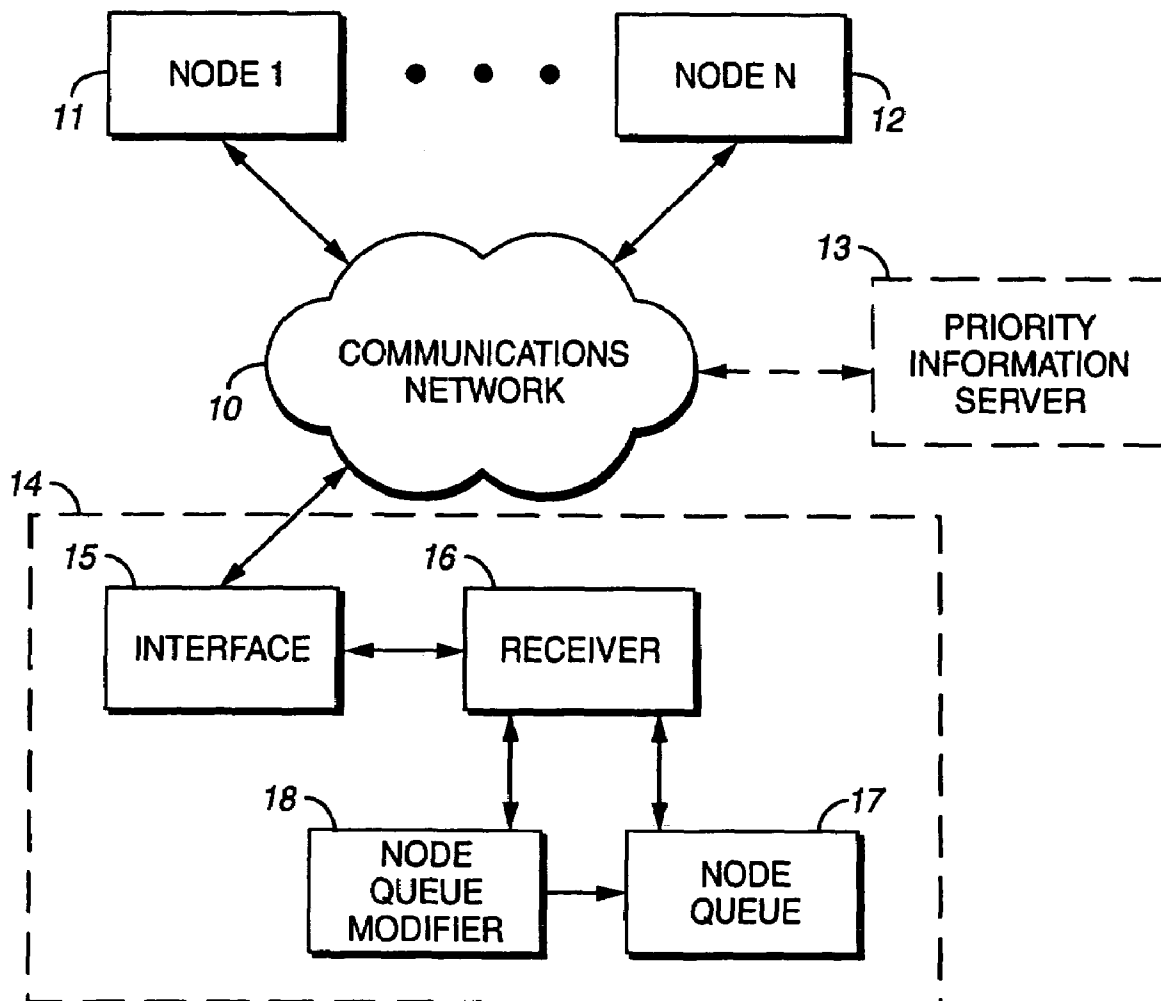 NODE 1
NODE N
11
12
13
COMMUNICATIONS
NETWORK
10
PRIORITY
INFORMATION
SERVER
14
15
16
INTERFACE
RECEIVER
18
17
NODE
QUEUE
MODIFIER
NODE
QUEUE